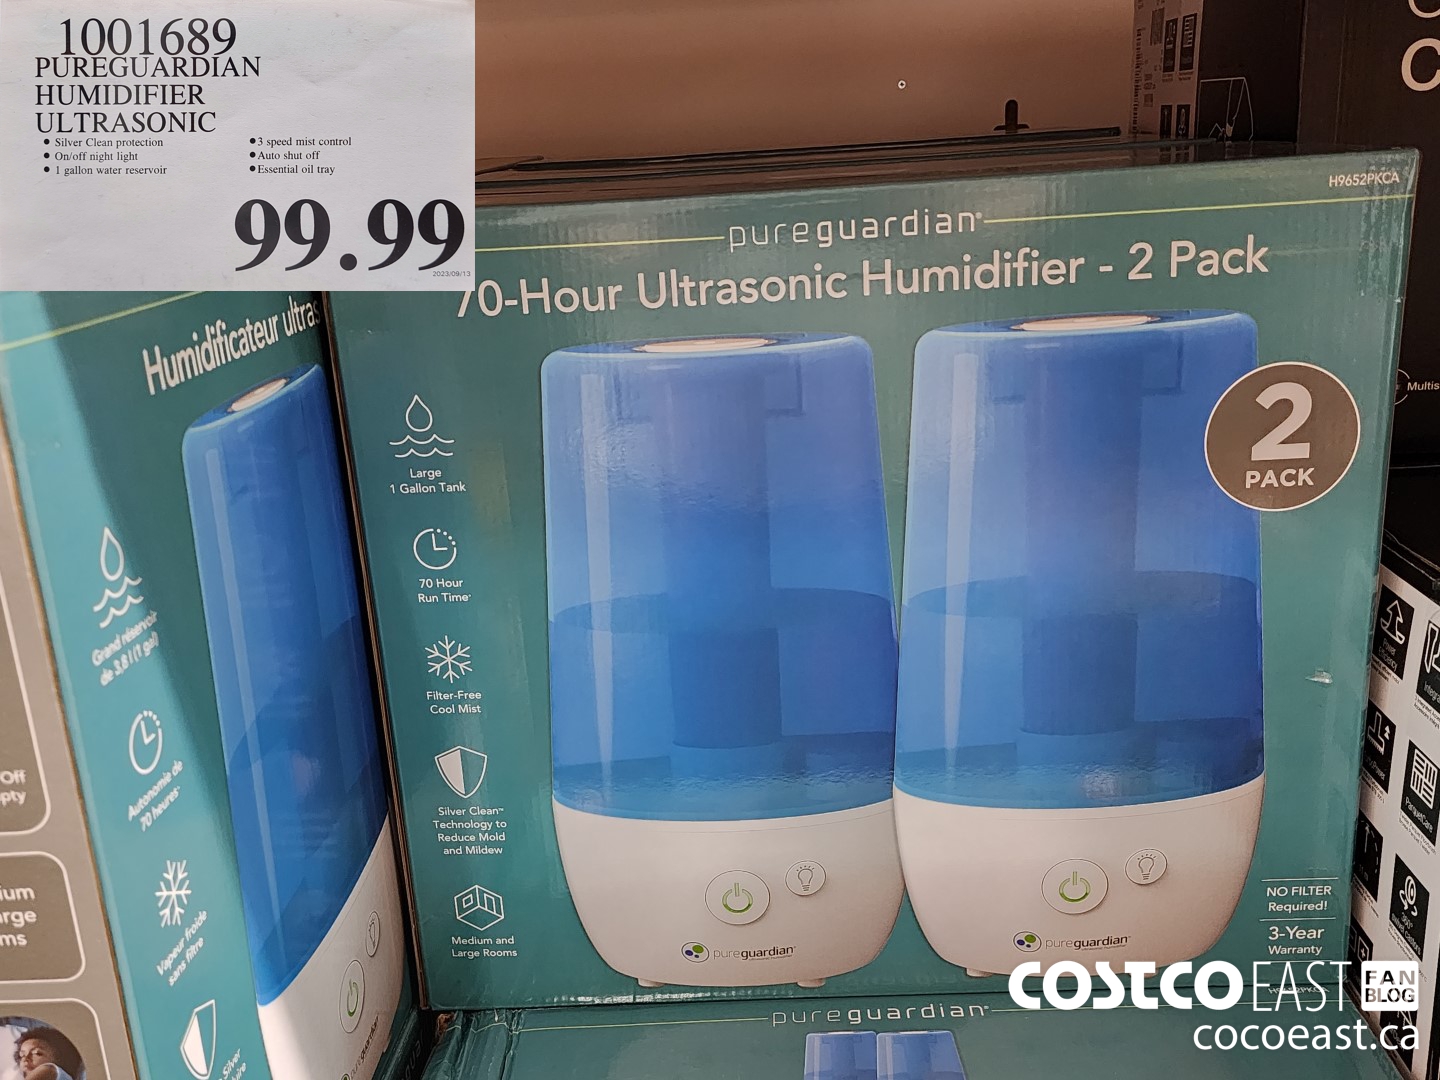 1001689
PUREGUARDIAN
HUMIDIFIER
ULTRASONIC
• Silver Clean protection
• On/off night light
• 1 gallon water reservoir
• 3 speed mist control
• Auto shut off
• Essential oil tray
99.99
2023/09/13
H9652PKCA
pureguardian®
70-Hour Ultrasonic Humidifier - 2 Pack
Large
1 Gallon Tank
70 Hour
Run Time*
Filter-Free
Cool Mist
Silver Clean™
Technology to
Reduce Mold
and Mildew
Medium and
Large Rooms
2
PACK
pureguardian®
pureguardian®
NO FILTER
Required!
3-Year
Warranty
Humidificateur ultras
Grand réservoir
de 3,8 l (1 gal)
Autonomie de
70 heures*
Vapeur froide
sans filtre
pureguardian®
Multis
COSTCO EAST FAN BLOG
cocoeast.ca